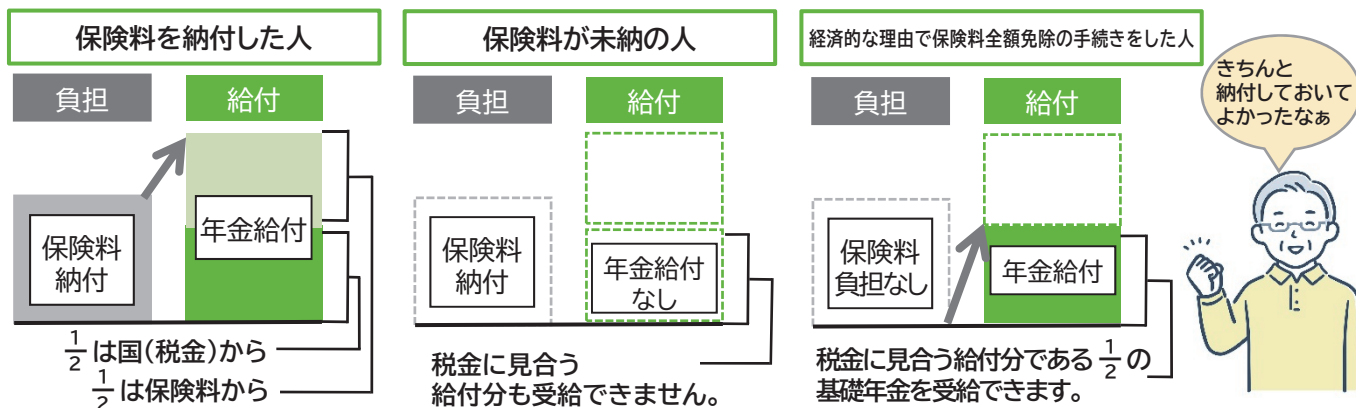 保険料を納付した人
負担
給付
保険料
納付
年金給付
1/2は国(税金)から
1/2は保険料から
保険料が未納の人
負担
給付
保険料
納付
年金給付
なし
税金に見合う
給付分も受給できません。
経済的な理由で保険料全額免除の手続きをした人
負担
給付
保険料
負担なし
年金給付
税金に見合う給付分である1/2の
基礎年金を受給できます。
きちんと
納付しておいて
よかったなぁ